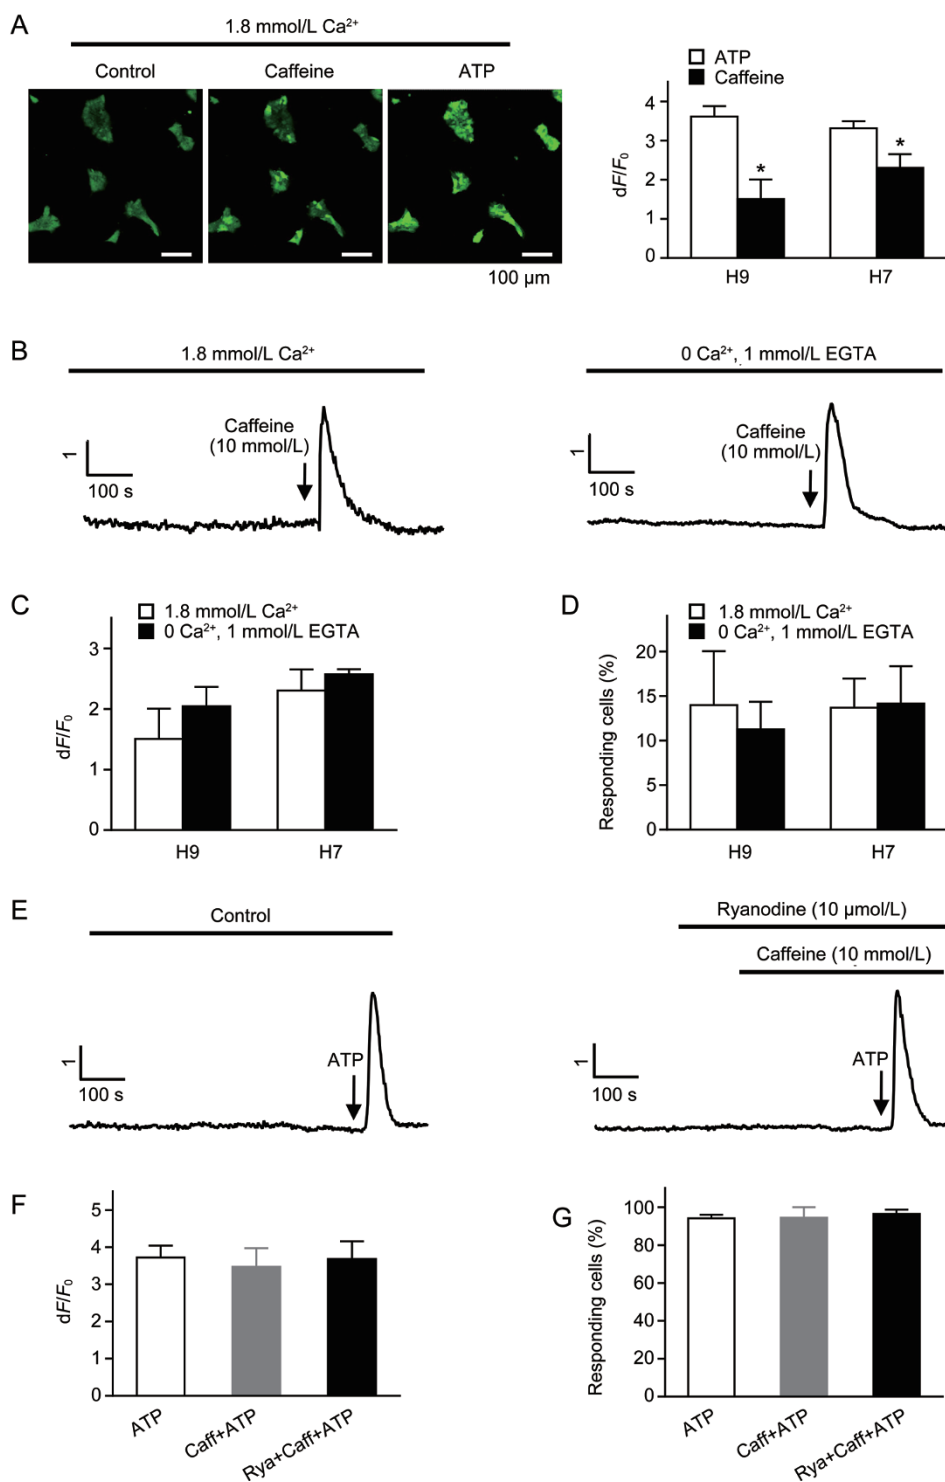 A
1.8 mmol/L Ca²⁺
Control
Caffeine
ATP
100 µm
ATP
Caffeine
dF/F₀
4
3
2
1
0
*
*
H9
H7
B
1.8 mmol/L Ca²⁺
Caffeine
(10 mmol/L)
1
100 s
0 Ca²⁺, 1 mmol/L EGTA
Caffeine
(10 mmol/L)
1
100 s
C
1.8 mmol/L Ca²⁺
0 Ca²⁺, 1 mmol/L EGTA
dF/F₀
3
2
1
0
H9
H7
D
1.8 mmol/L Ca²⁺
0 Ca²⁺, 1 mmol/L EGTA
Responding cells (%)
20
15
10
5
0
H9
H7
E
Control
ATP
1
100 s
Ryanodine (10 µmol/L)
Caffeine (10 mmol/L)
ATP
1
100 s
F
dF/F₀
5
4
3
2
1
0
ATP
Caff+ATP
Rya+Caff+ATP
G
Responding cells (%)
100
80
60
40
20
0
ATP
Caff+ATP
Rya+Caff+ATP